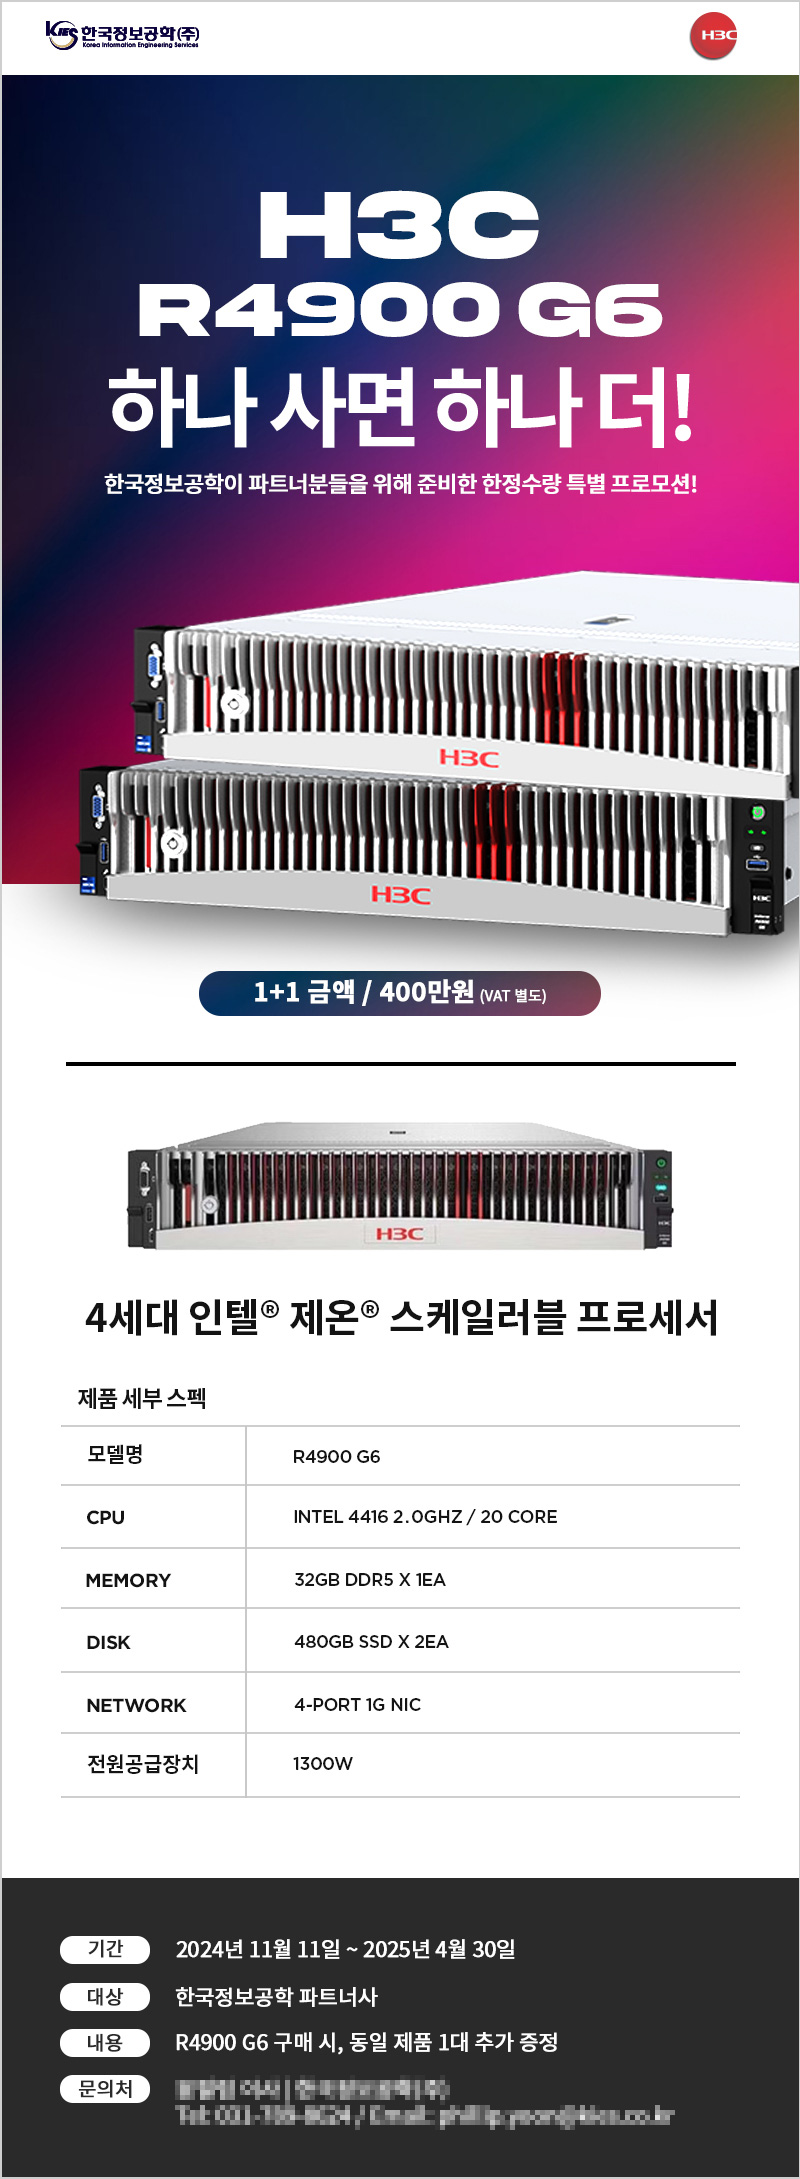 KIES 한국정보공학(주)
Korea Information Engineering Services
H3C
H3C
R4900 G6
하나 사면 하나 더!
한국정보공학이 파트너분들을 위해 준비한 한정수량 특별 프로모션!
H3C
H3C
H3C
1+1 금액 / 400만원 (VAT 별도)
H3C
H3C
4세대 인텔® 제온® 스케일러블 프로세서
제품 세부 스펙
모델명 R4900 G6
CPU INTEL 4416 2.0GHZ / 20 CORE
MEMORY 32GB DDR5 X 1EA
DISK 480GB SSD X 2EA
NETWORK 4-PORT 1G NIC
전원공급장치 1300W
기간 2024년 11월 11일 ~ 2025년 4월 30일
대상 한국정보공학 파트너사
내용 R4900 G6 구매 시, 동일 제품 1대 추가 증정
문의처